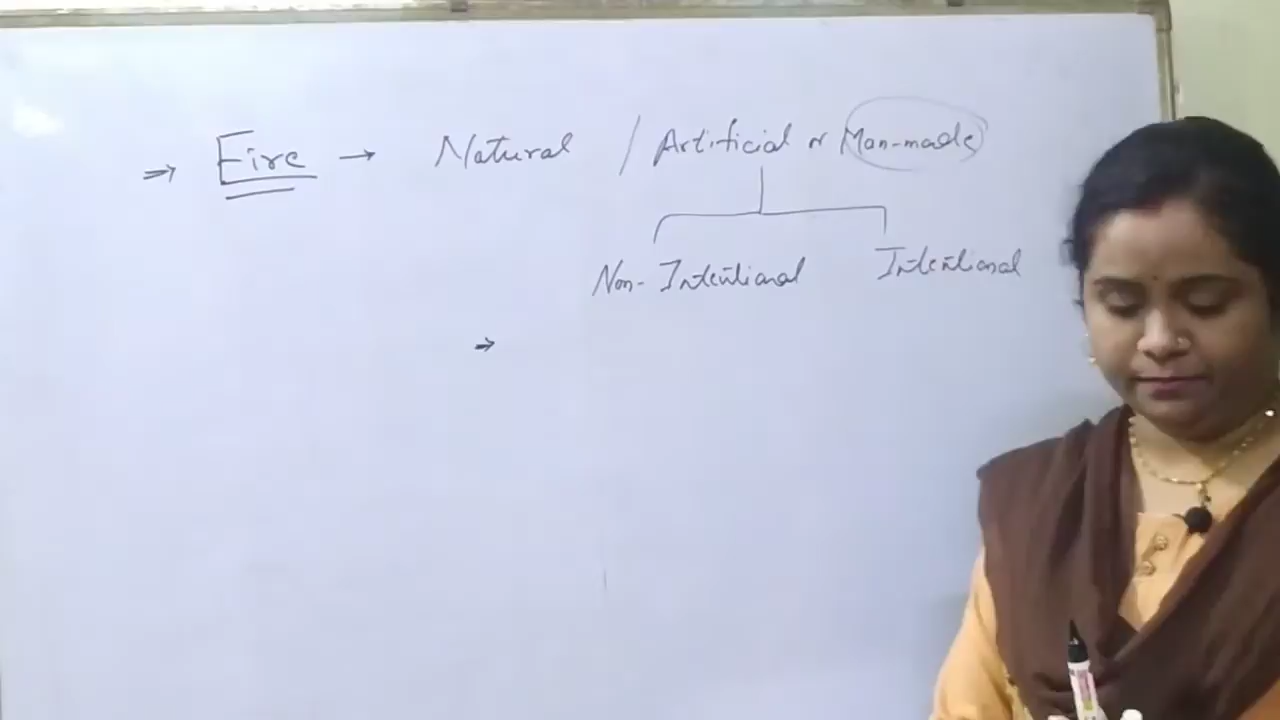 ⇒ Fire → Natural / Artificial or Man-made
Non-Intentional Intentional
⇒